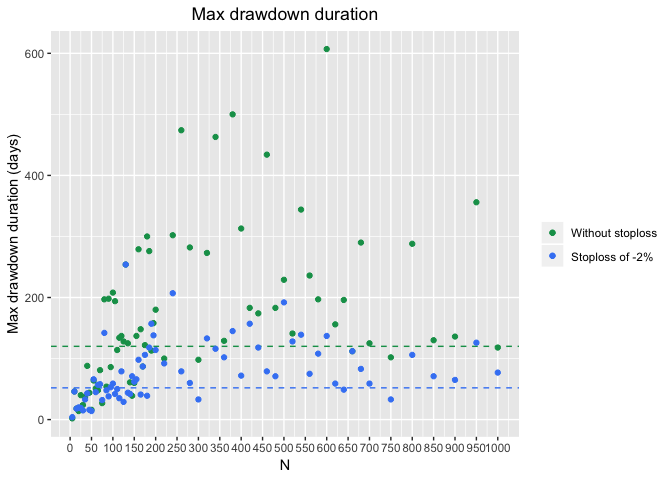 Max drawdown duration
Max drawdown duration (days)
600
400
200
0
0 50 100 150 200 250 300 350 400 450 500 550 600 650 700 750 800 850 900 950 1000
N
Without stoploss
Stoploss of -2%